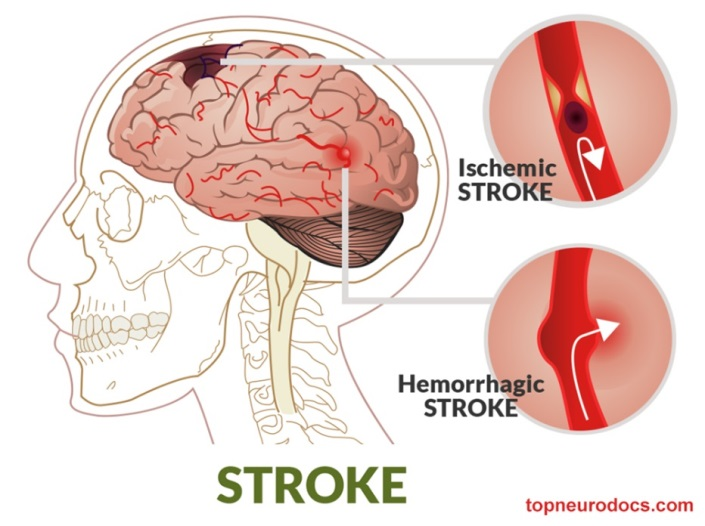 Ischemic
STROKE
Hemorrhagic
STROKE
STROKE
topneurodocs.com